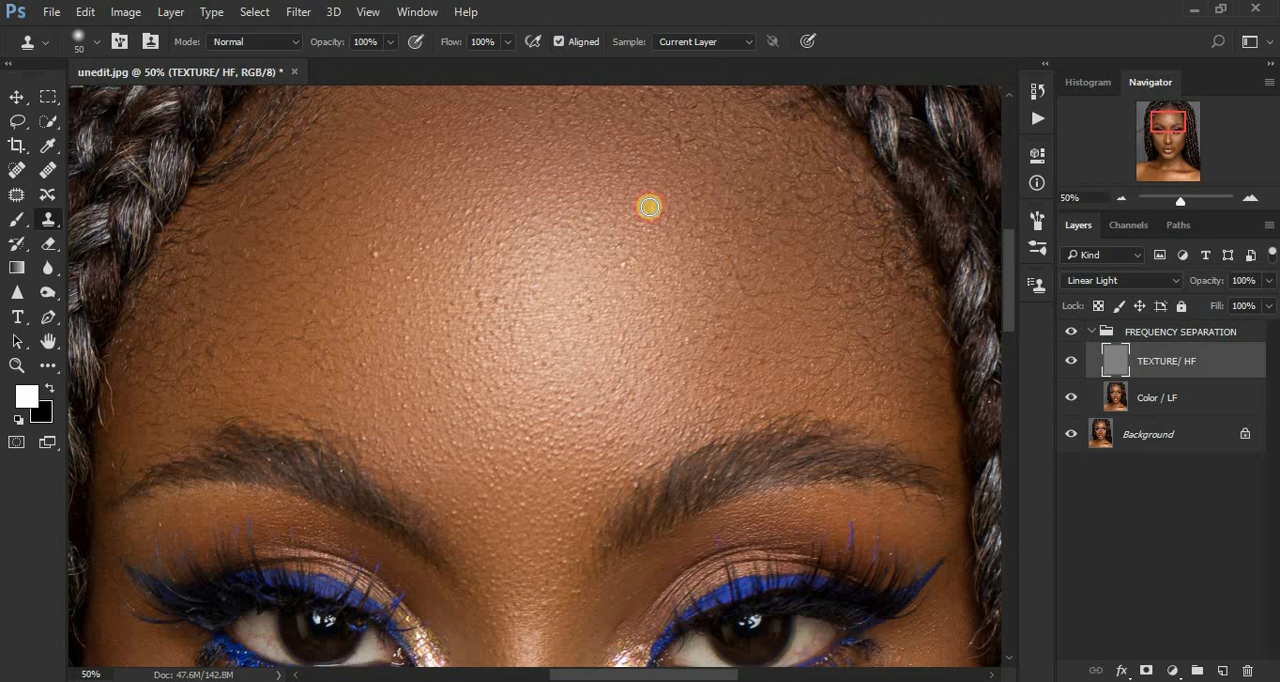 Ps File Edit Image Layer Type Select Filter 3D View Window Help
50 Mode: Normal Opacity: 100% Flow: 100% Aligned Sample: Current Layer
unedit.jpg @ 50% (TEXTURE/ HF, RGB/8) * ×
Histogram Navigator
50%
Layers Channels Paths
Kind
Linear Light Opacity: 100%
Lock: Fill: 100%
FREQUENCY SEPARATION
TEXTURE/ HF
Color / LF
Background
50% Doc: 47.6M/142.8M